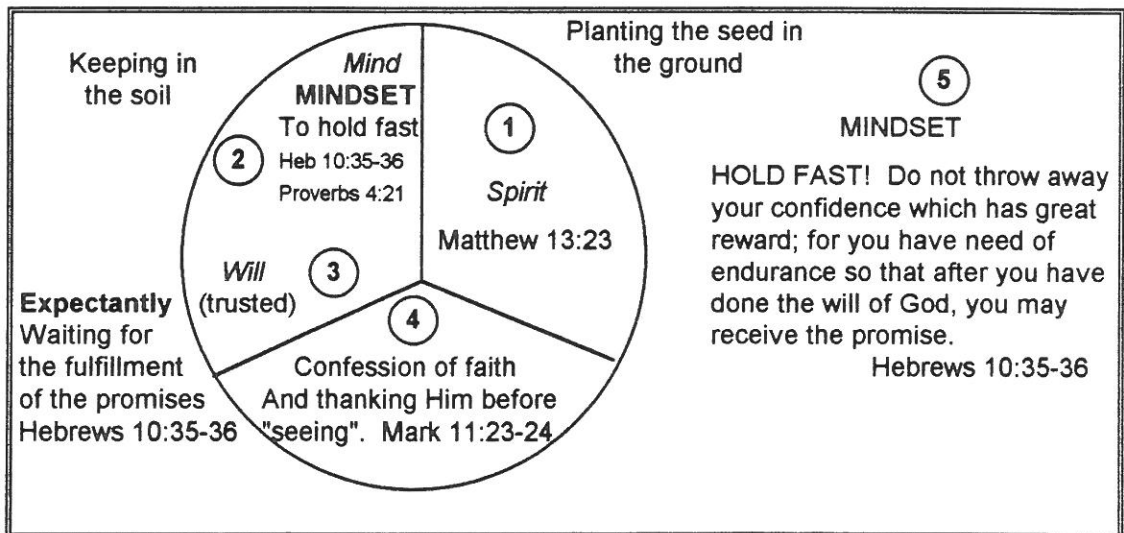 Keeping in
the soil
Mind
MINDSET
To hold fast
Heb 10:35-36
Proverbs 4:21
2
Will
(trusted)
3
Expectantly
Waiting for
the fulfillment
of the promises
Hebrews 10:35-36
Planting the seed in
the ground
1
Spirit
Matthew 13:23
4
Confession of faith
And thanking Him before
"seeing". Mark 11:23-24
5
MINDSET
HOLD FAST! Do not throw away
your confidence which has great
reward; for you have need of
endurance so that after you have
done the will of God, you may
receive the promise.
Hebrews 10:35-36